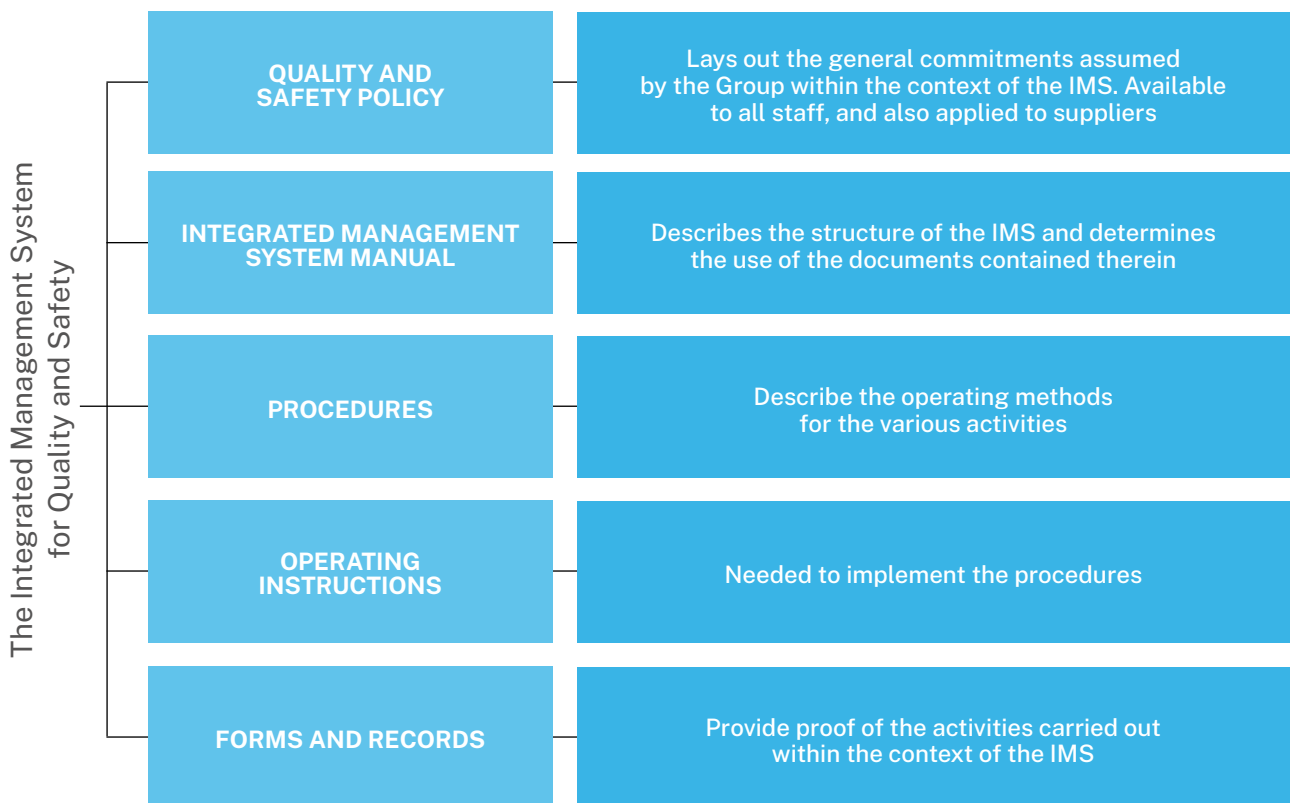 The Integrated Management System
for Quality and Safety
QUALITY AND
SAFETY POLICY
Lays out the general commitments assumed
by the Group within the context of the IMS. Available
to all staff, and also applied to suppliers
INTEGRATED MANAGEMENT
SYSTEM MANUAL
Describes the structure of the IMS and determines
the use of the documents contained therein
PROCEDURES
Describe the operating methods
for the various activities
OPERATING
INSTRUCTIONS
Needed to implement the procedures
FORMS AND RECORDS
Provide proof of the activities carried out
within the context of the IMS